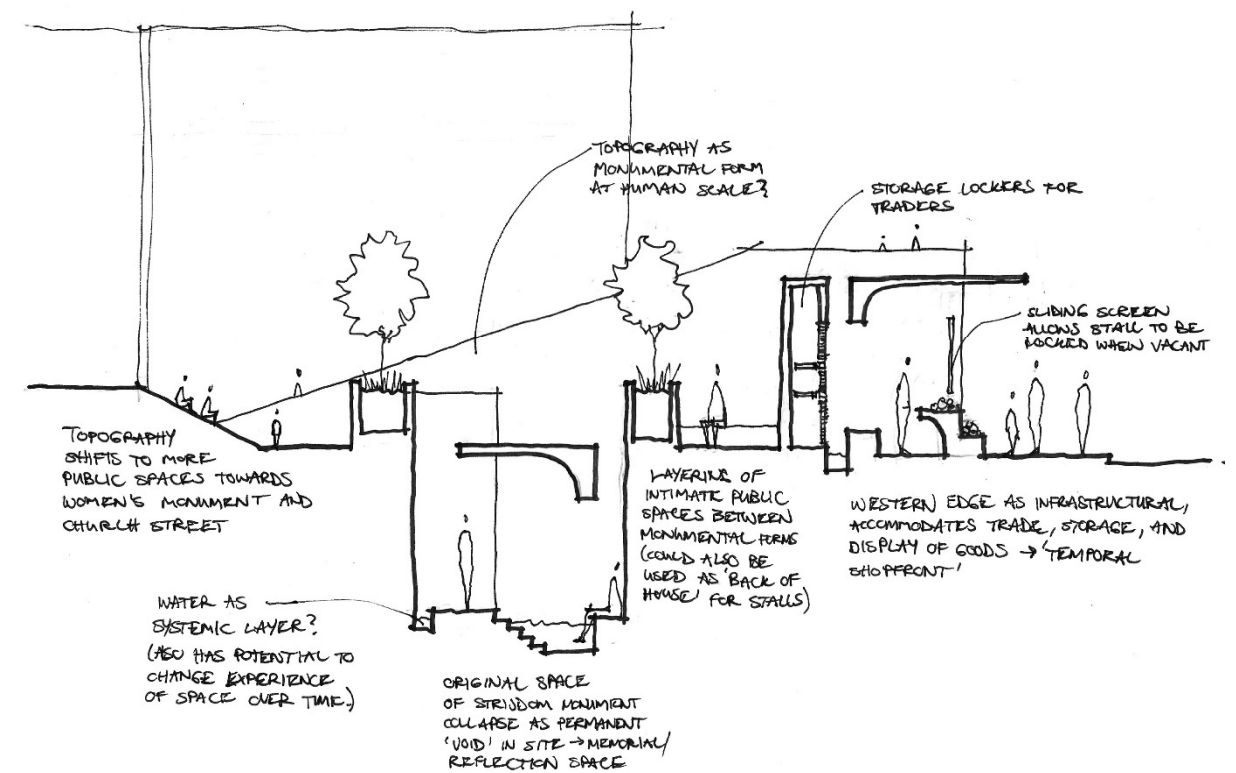 TOPOGRAPHY AS
MONUMENTAL FORM
AT HUMAN SCALE?
STORAGE LOCKERS FOR
TRADERS
SLIDING SCREEN
ALLOWS STALL TO BE
LOCKED WHEN VACANT
TOPOGRAPHY
SHIFTS TO MORE
PUBLIC SPACES TOWARDS
WOMEN'S MONUMENT AND
CHURCH STREET
LAYERING OF
INTIMATE PUBLIC
SPACES BETWEEN
MONUMENTAL FORMS
(COULD ALSO BE
USED AS 'BACK OF
HOUSE' FOR STALLS)
WESTERN EDGE AS INFRASTRUCTURAL,
ACCOMMODATES TRADE, STORAGE, AND
DISPLAY OF GOODS → 'TEMPORAL
SHOPFRONT'
WATER AS
SYSTEMIC LAYER?
(ASO HAS POTENTIAL TO
CHANGE EXPERIENCE
OF SPACE OVER TIME.)
ORIGINAL SPACE
OF STRIJDOM MONUMENT
COLLAPSE AS PERMANENT
'VOID' IN SITE → MEMORIAL/
REFLECTION SPACE